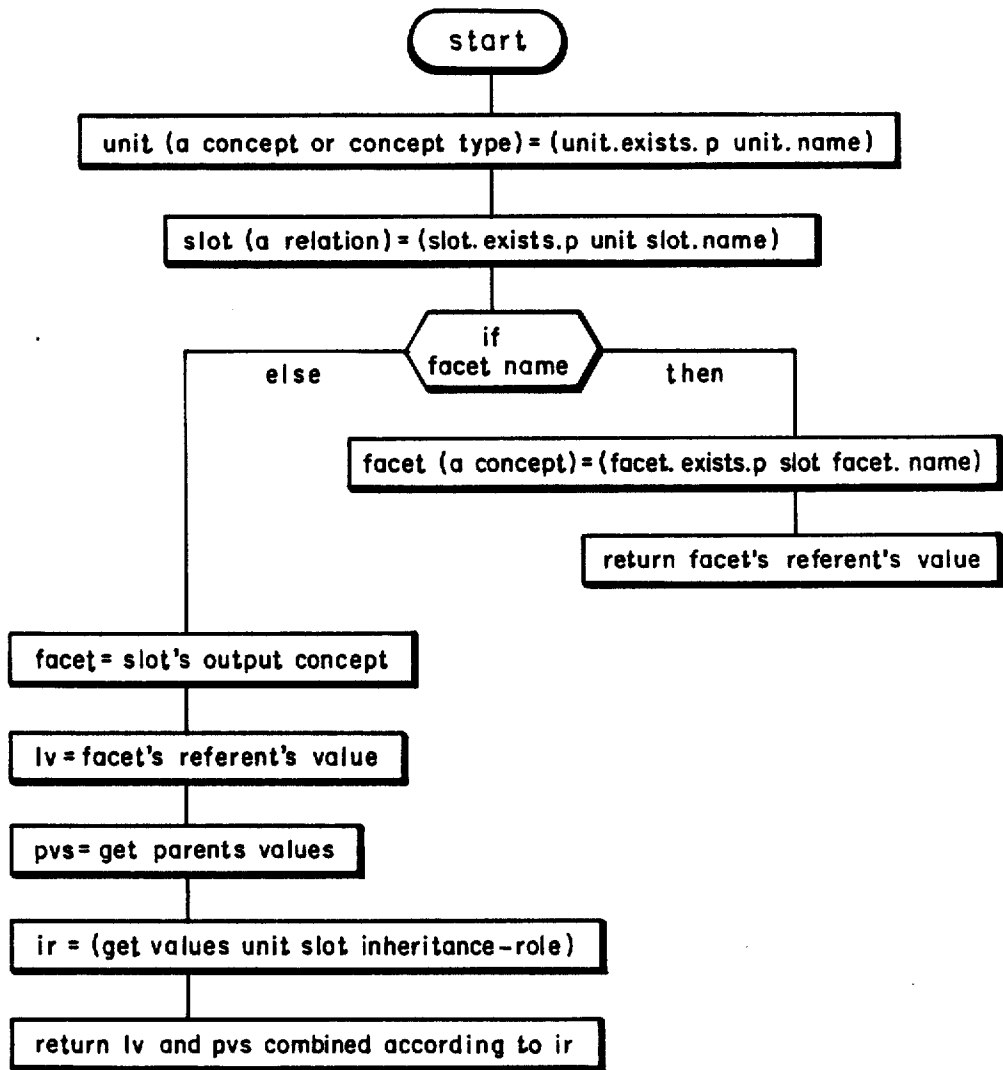 start
unit (a concept or concept type)=(unit.exists.p unit.name)
slot (a relation)=(slot.exists.p unit slot.name)
if
facet name
else
then
facet (a concept)=(facet.exists.p slot facet.name)
return facet's referent's value
facet= slot's output concept
lv=facet's referent's value
pvs=get parents values
ir = (get values unit slot inheritance-role)
return lv and pvs combined according to ir